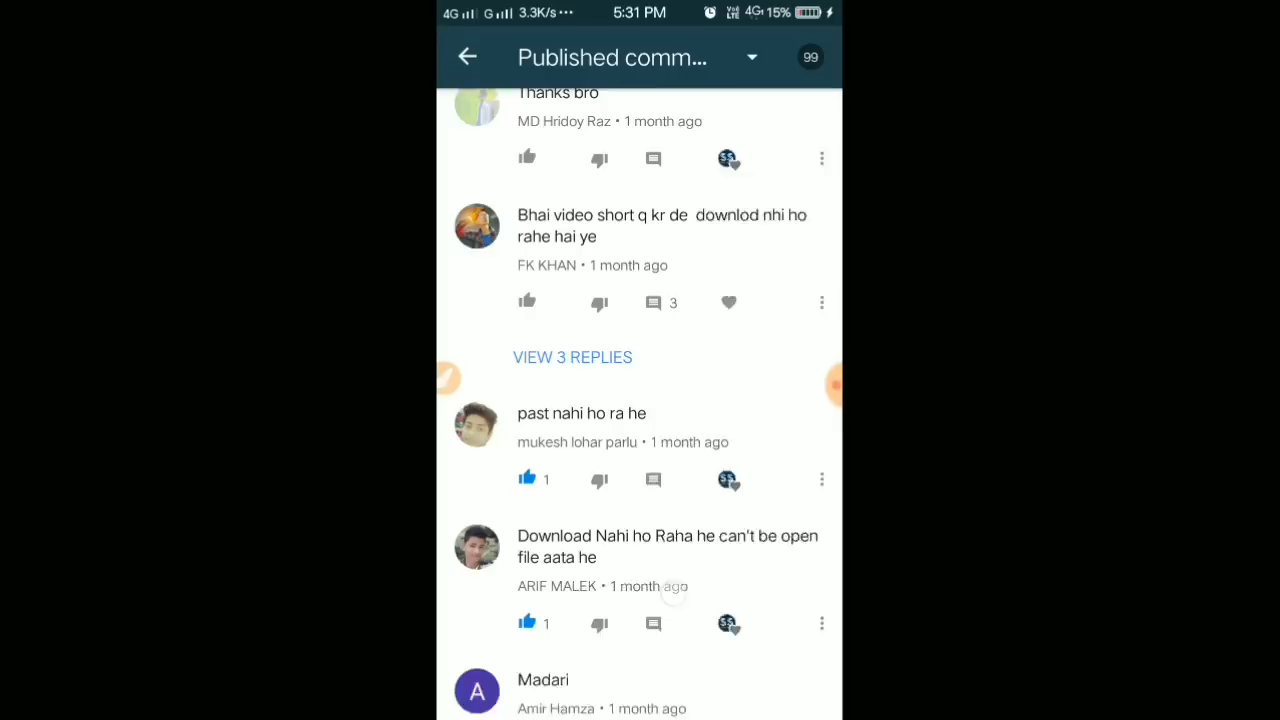 4G G 3.3K/s... 5:31 PM VoD LTE 4G 15%
Published comm... 99
Thanks bro
MD Hridoy Raz • 1 month ago
$$
Bhai video short q kr de downlod nhi ho
rahe hai ye
FK KHAN • 1 month ago
3
VIEW 3 REPLIES
past nahi ho ra he
mukesh lohar parlu • 1 month ago
1 $$
Download Nahi ho Raha he can't be open
file aata he
ARIF MALEK • 1 month ago
1 $$
A Madari
Amir Hamza • 1 month ago